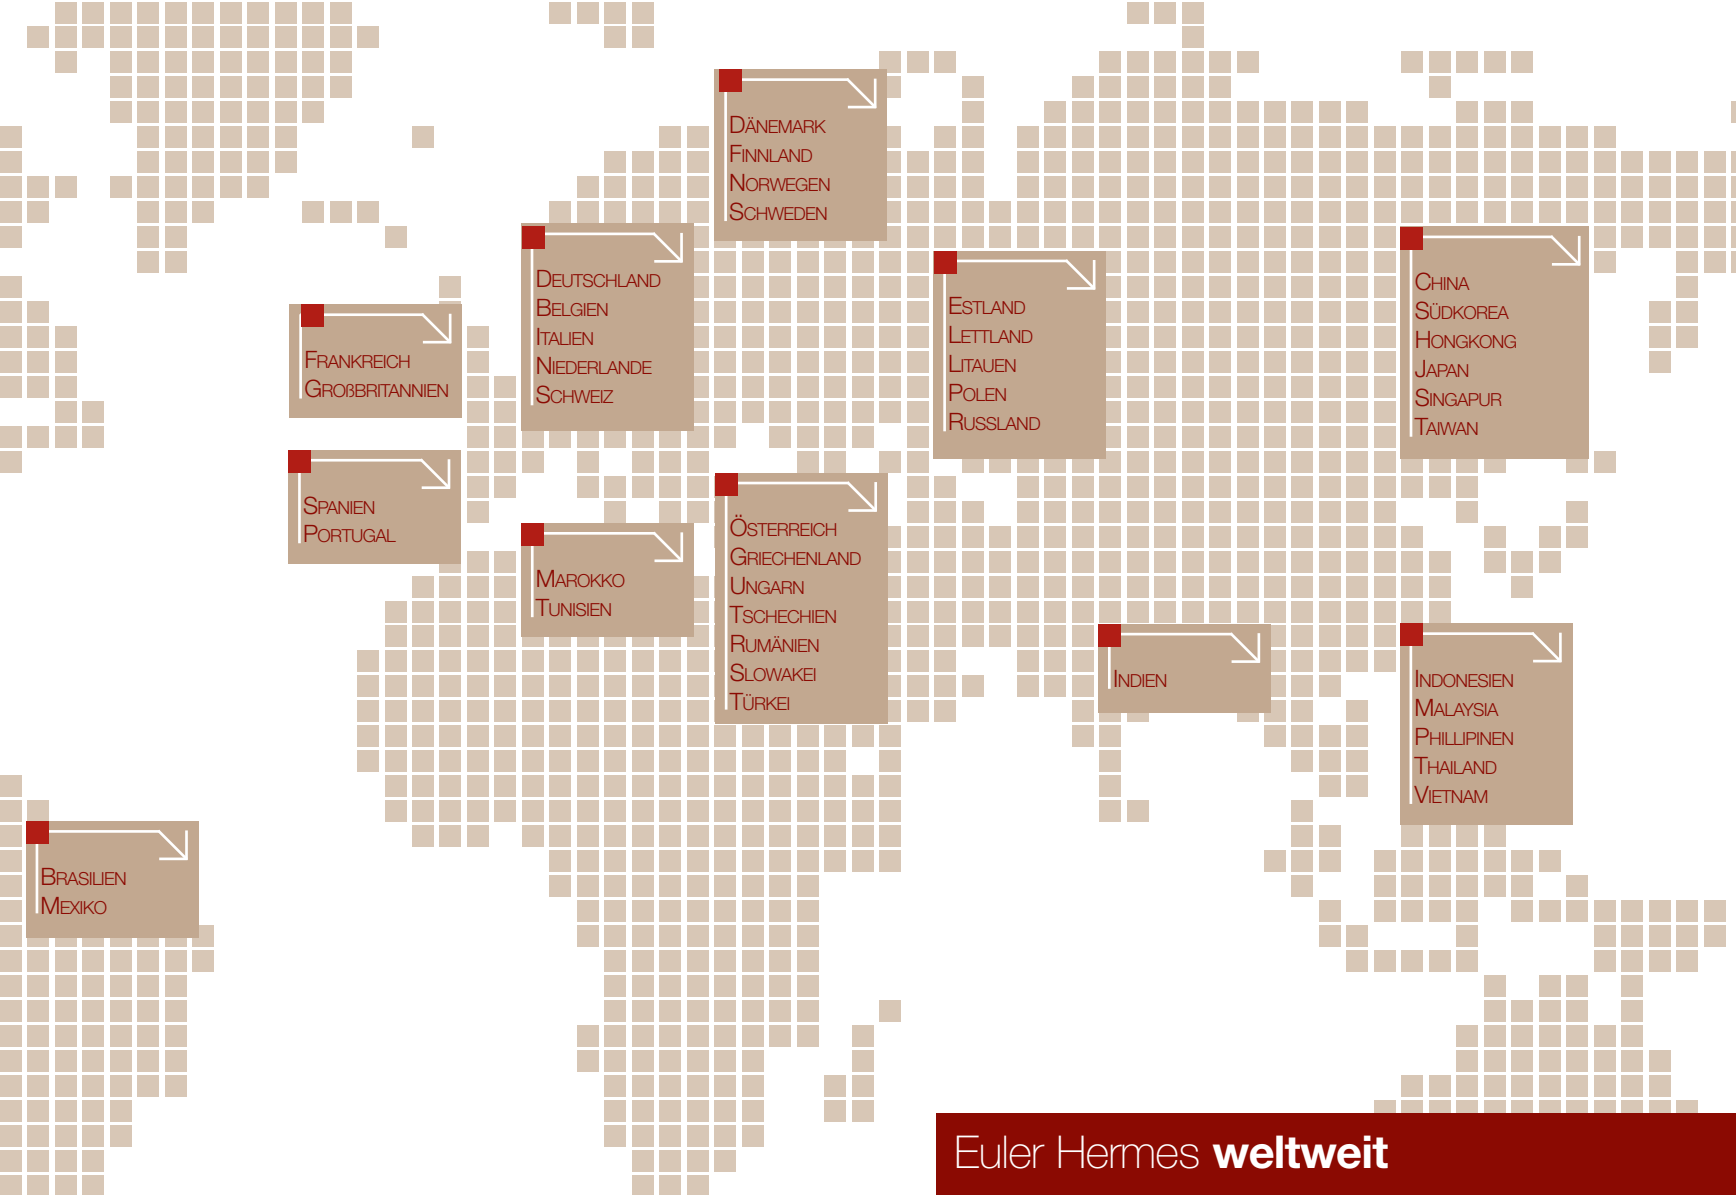 Dänemark
Finnland
Norwegen
Schweden
Deutschland
Belgien
Italien
Niederlande
Schweiz
Frankreich
Großbritannien
Estland
Lettland
Litauen
Polen
Russland
China
Südkorea
Hongkong
Japan
Singapur
Taiwan
Spanien
Portugal
Marokko
Tunisien
Österreich
Griechenland
Ungarn
Tschechien
Rumänien
Slowakei
Türkei
Indien
Indonesien
Malaysia
Phillipinen
Thailand
Vietnam
Brasilien
Mexiko
Euler Hermes weltweit